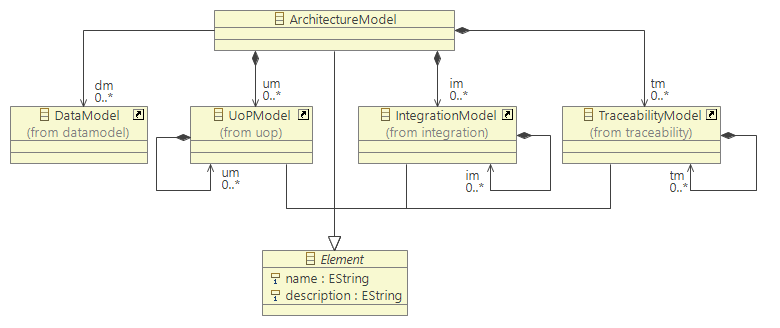 ArchitectureModel
dm
0..*
um
0..*
im
0..*
tm
0..*
DataModel
(from datamodel)
UoPModel
(from uop)
IntegrationModel
(from integration)
TraceabilityModel
(from traceability)
um
0..*
im
0..*
tm
0..*
Element
name : EString
description : EString